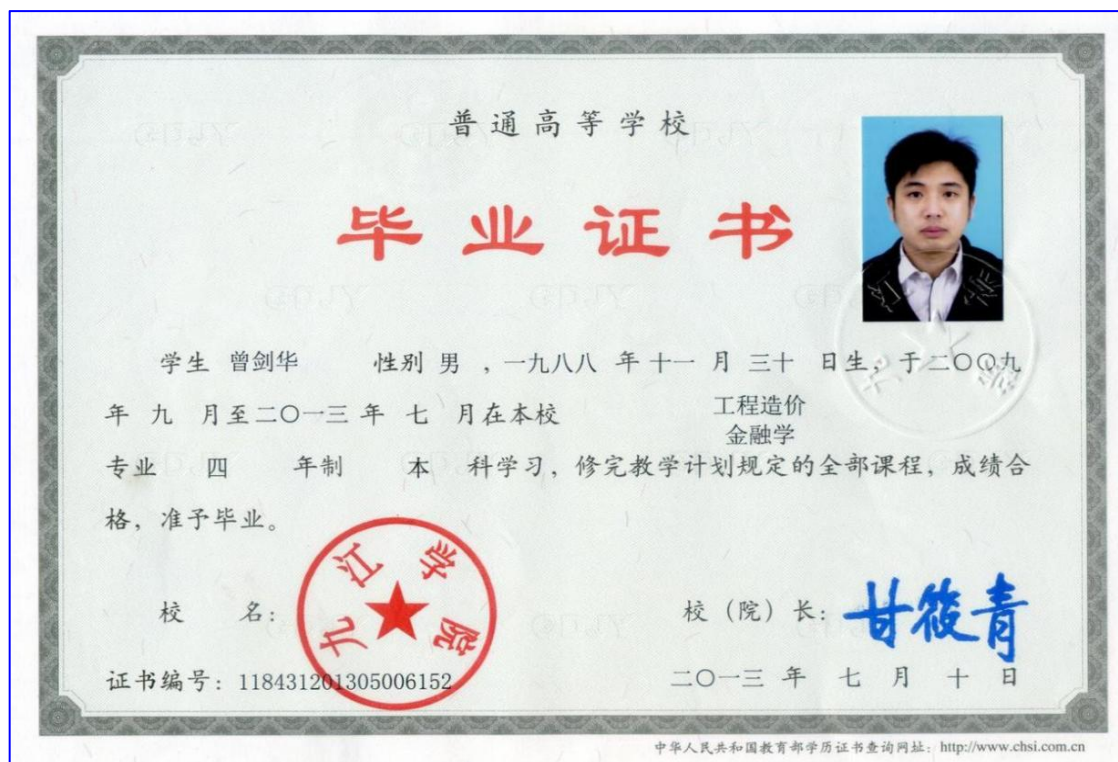 普通高等学校
毕业证书
学生 曾剑华 性别 男 ，一九八八 年 十一 月 三十 日生，于二〇〇九
年 九 月至二〇一三 年 七 月在本校 工程造价
金融学
专业 四 年制 本 科学习，修完教学计划规定的全部课程，成绩合
格，准予毕业。
九江学院
校 名：
校（院）长：甘筱青
证书编号：118431201305006152
二〇一三 年 七 月 十 日
中华人民共和国教育部学历证书查询网址：http://www.chsi.com.cn